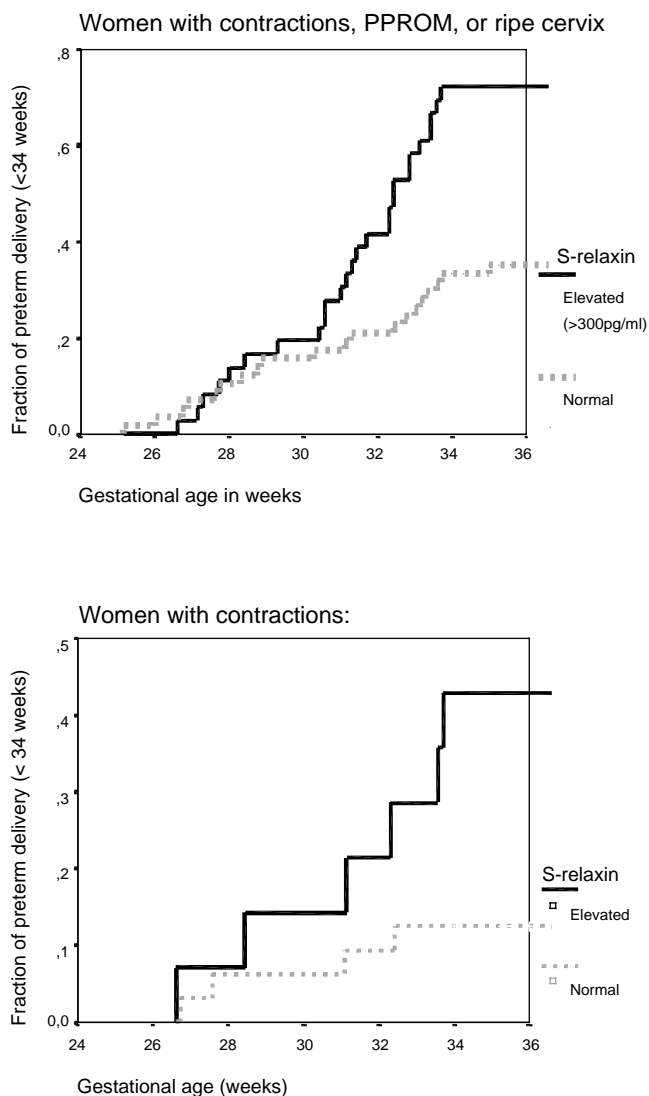 Women with contractions, PPROM, or ripe cervix
Fraction of preterm delivery (<34 weeks)
,8
,6
,4
,2
0,0
24 26 28 30 32 34 36
Gestational age in weeks
S-relaxin
Elevated
(>300pg/ml)
Normal
Women with contractions:
Fraction of preterm delivery (< 34 weeks)
,5
,4
,3
,2
,1
0,0
24 26 28 30 32 34 36
Gestational age (weeks)
S-relaxin
Elevated
Normal